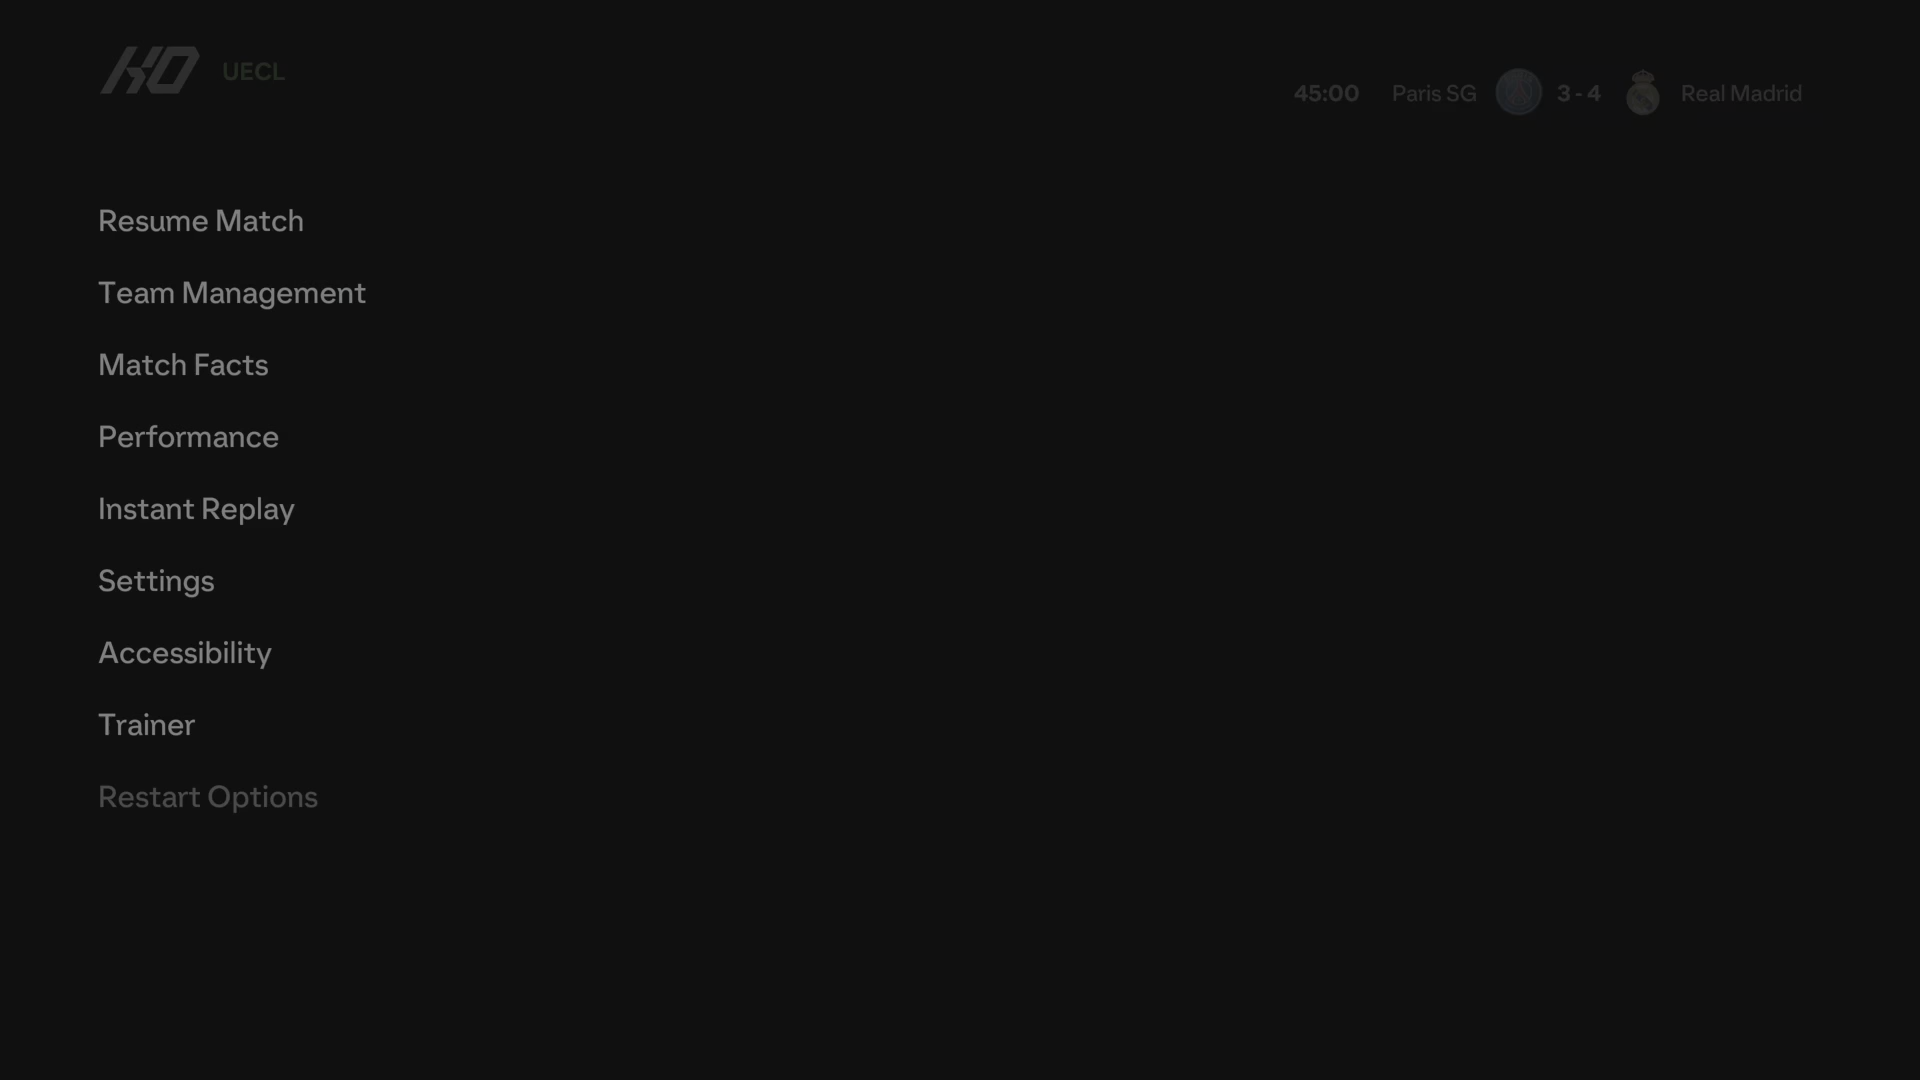 KO UECL
45:00 Paris SG 3 - 4 Real Madrid
Resume Match
Team Management
Match Facts
Performance
Instant Replay
Settings
Accessibility
Trainer
Restart Options